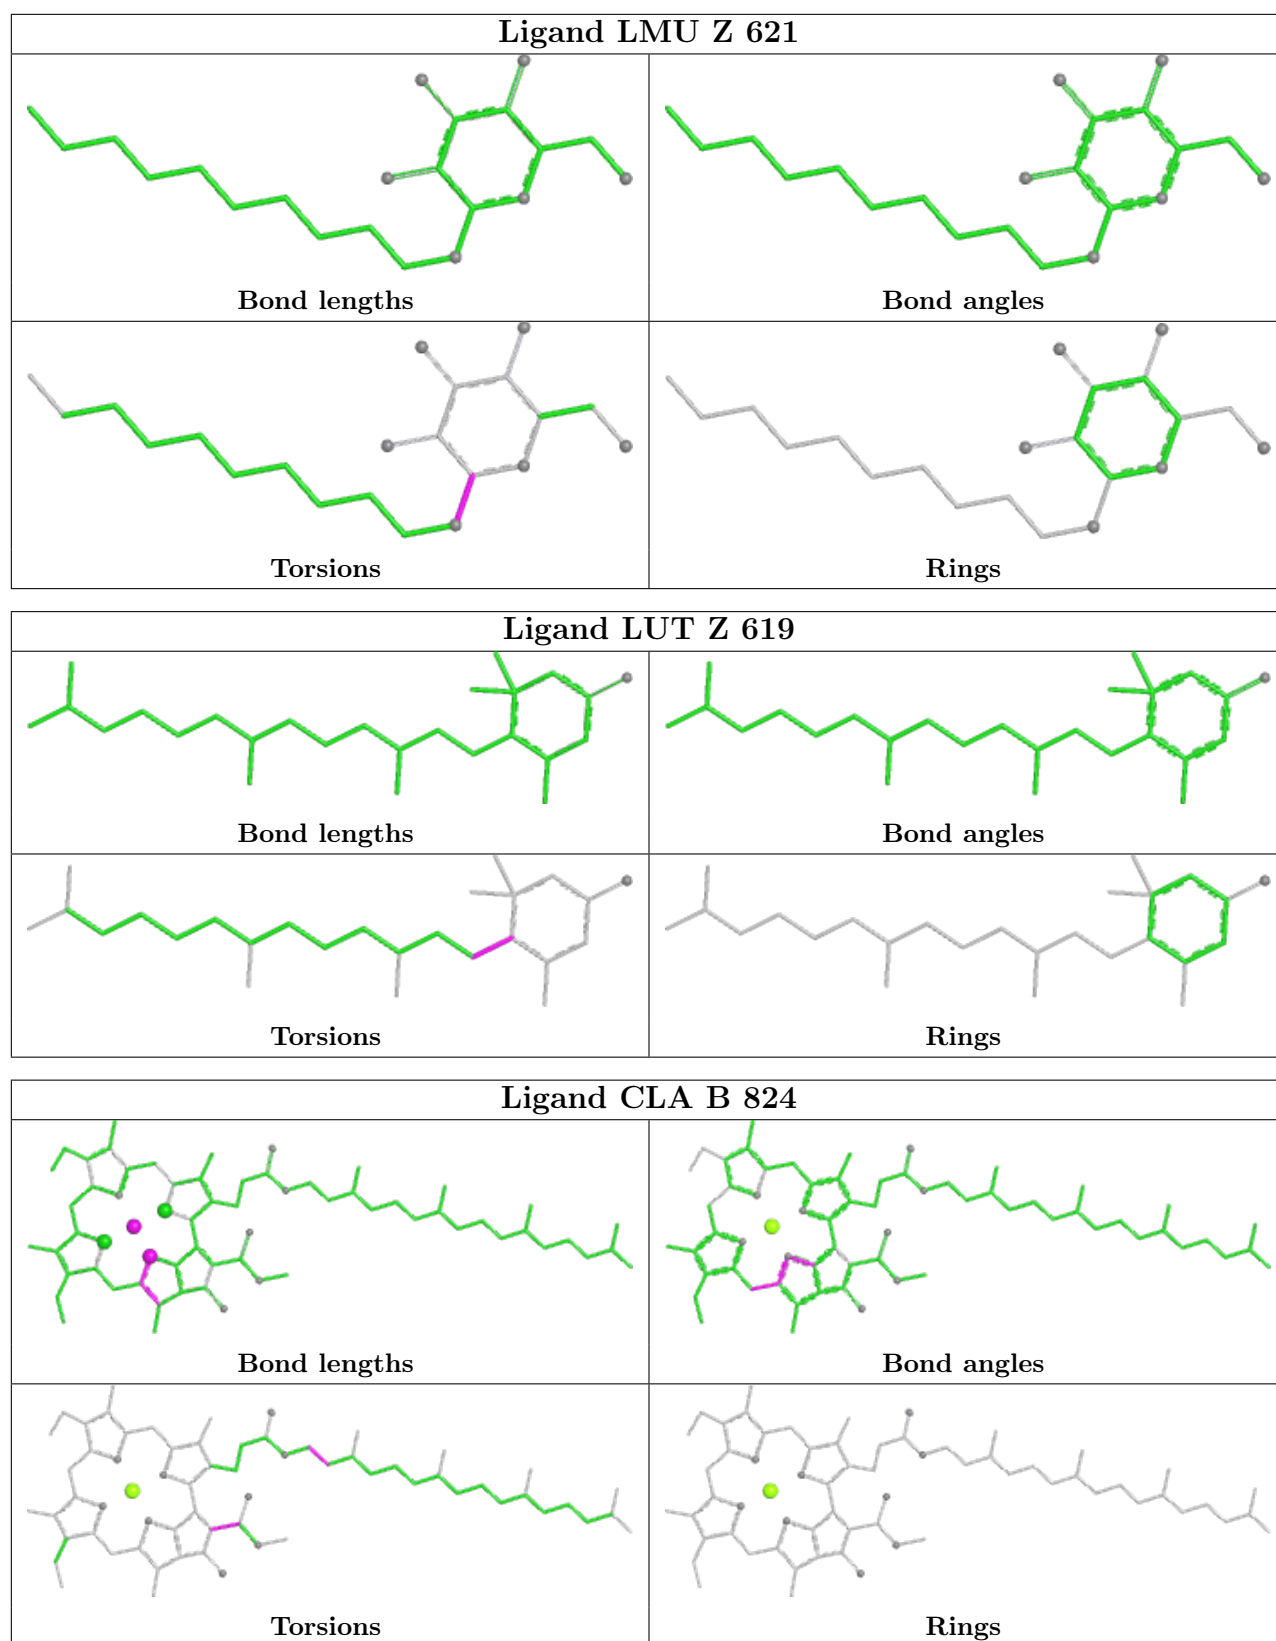 Ligand LMU Z 621
Bond lengths
Bond angles
Torsions
Rings
Ligand LUT Z 619
Bond lengths
Bond angles
Torsions
Rings
Ligand CLA B 824
Bond lengths
Bond angles
Torsions
Rings